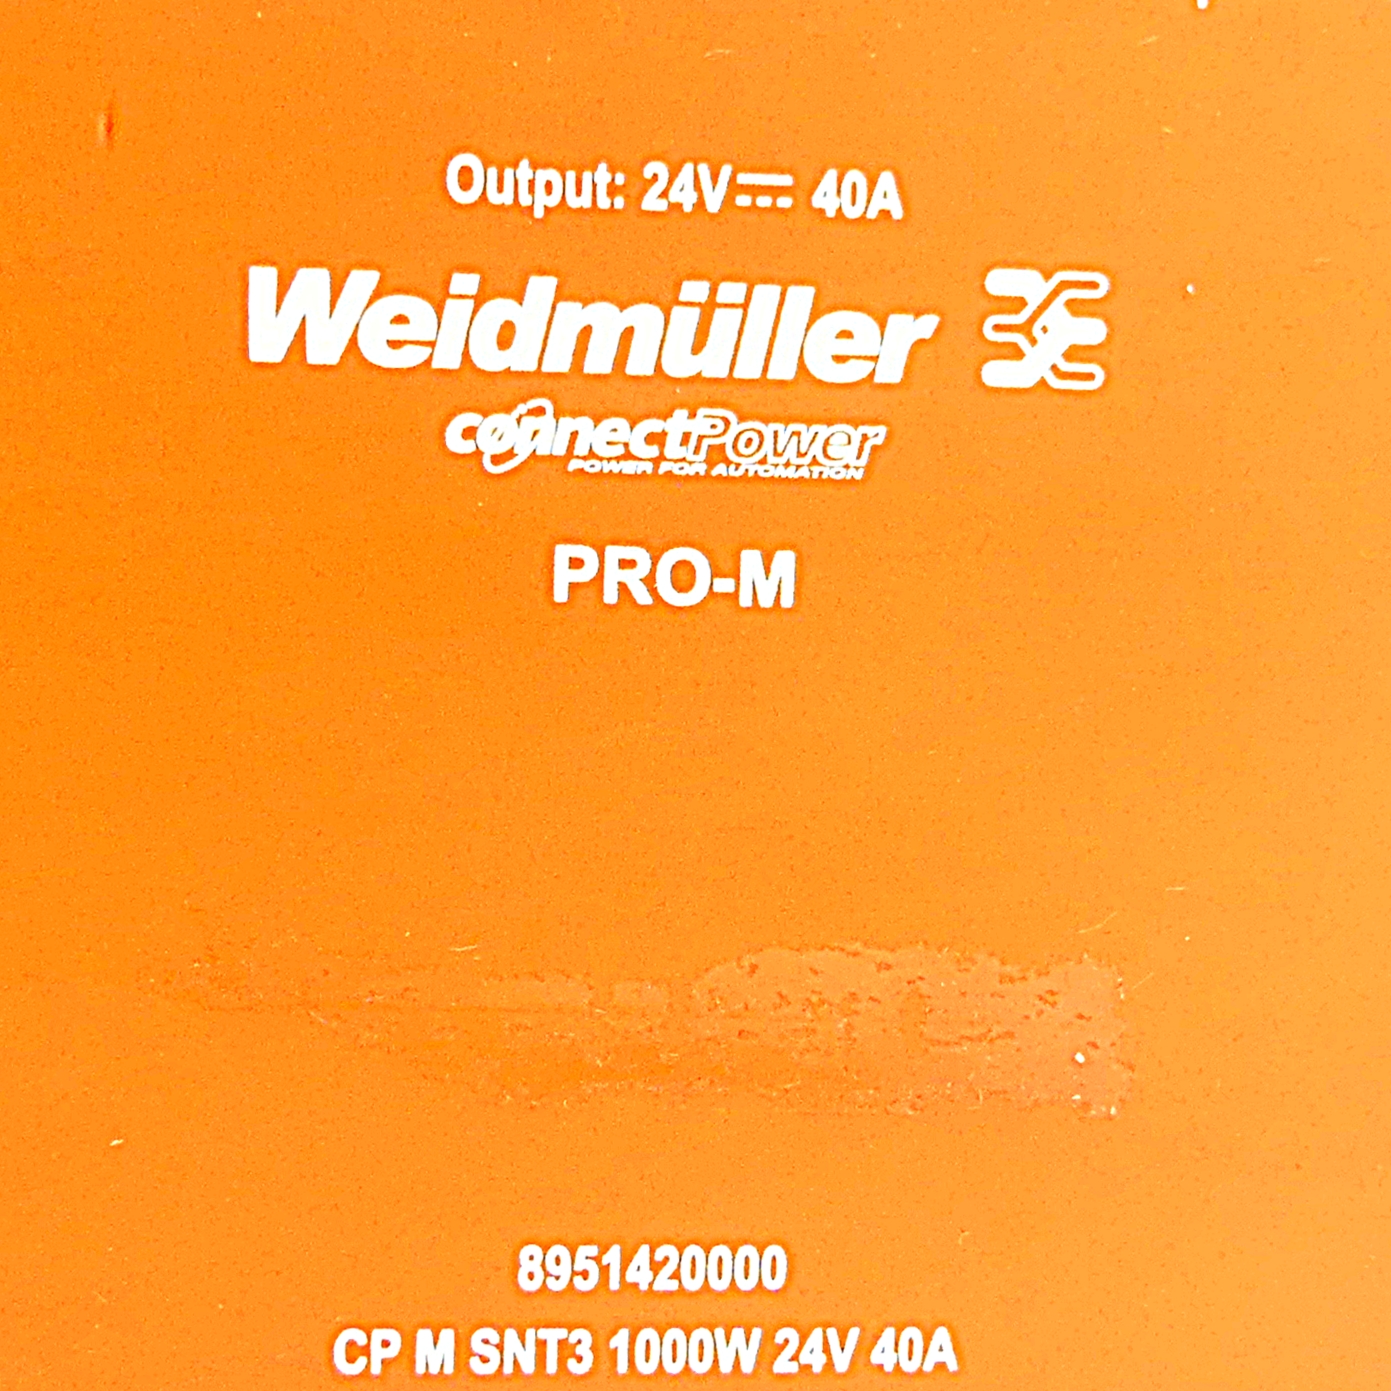 Output: 24V⎓ 40A
Weidmüller
connectPower
POWER FOR AUTOMATION
PRO-M
8951420000
CP M SNT3 1000W 24V 40A